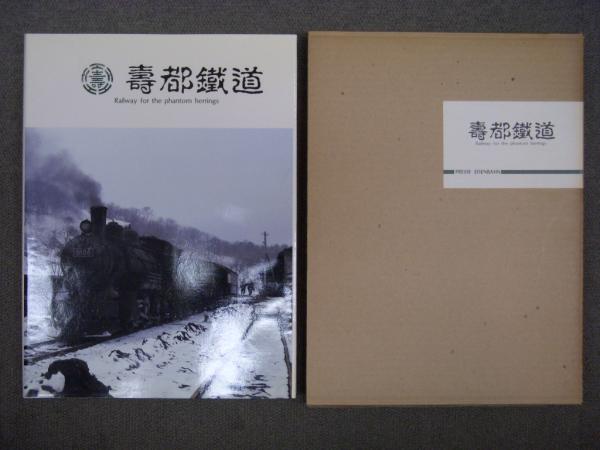 壽都鐵道
Railway for the phantom herrings
壽都鐵道
Railway for the phantom herrings
PRESS EISENBAHN